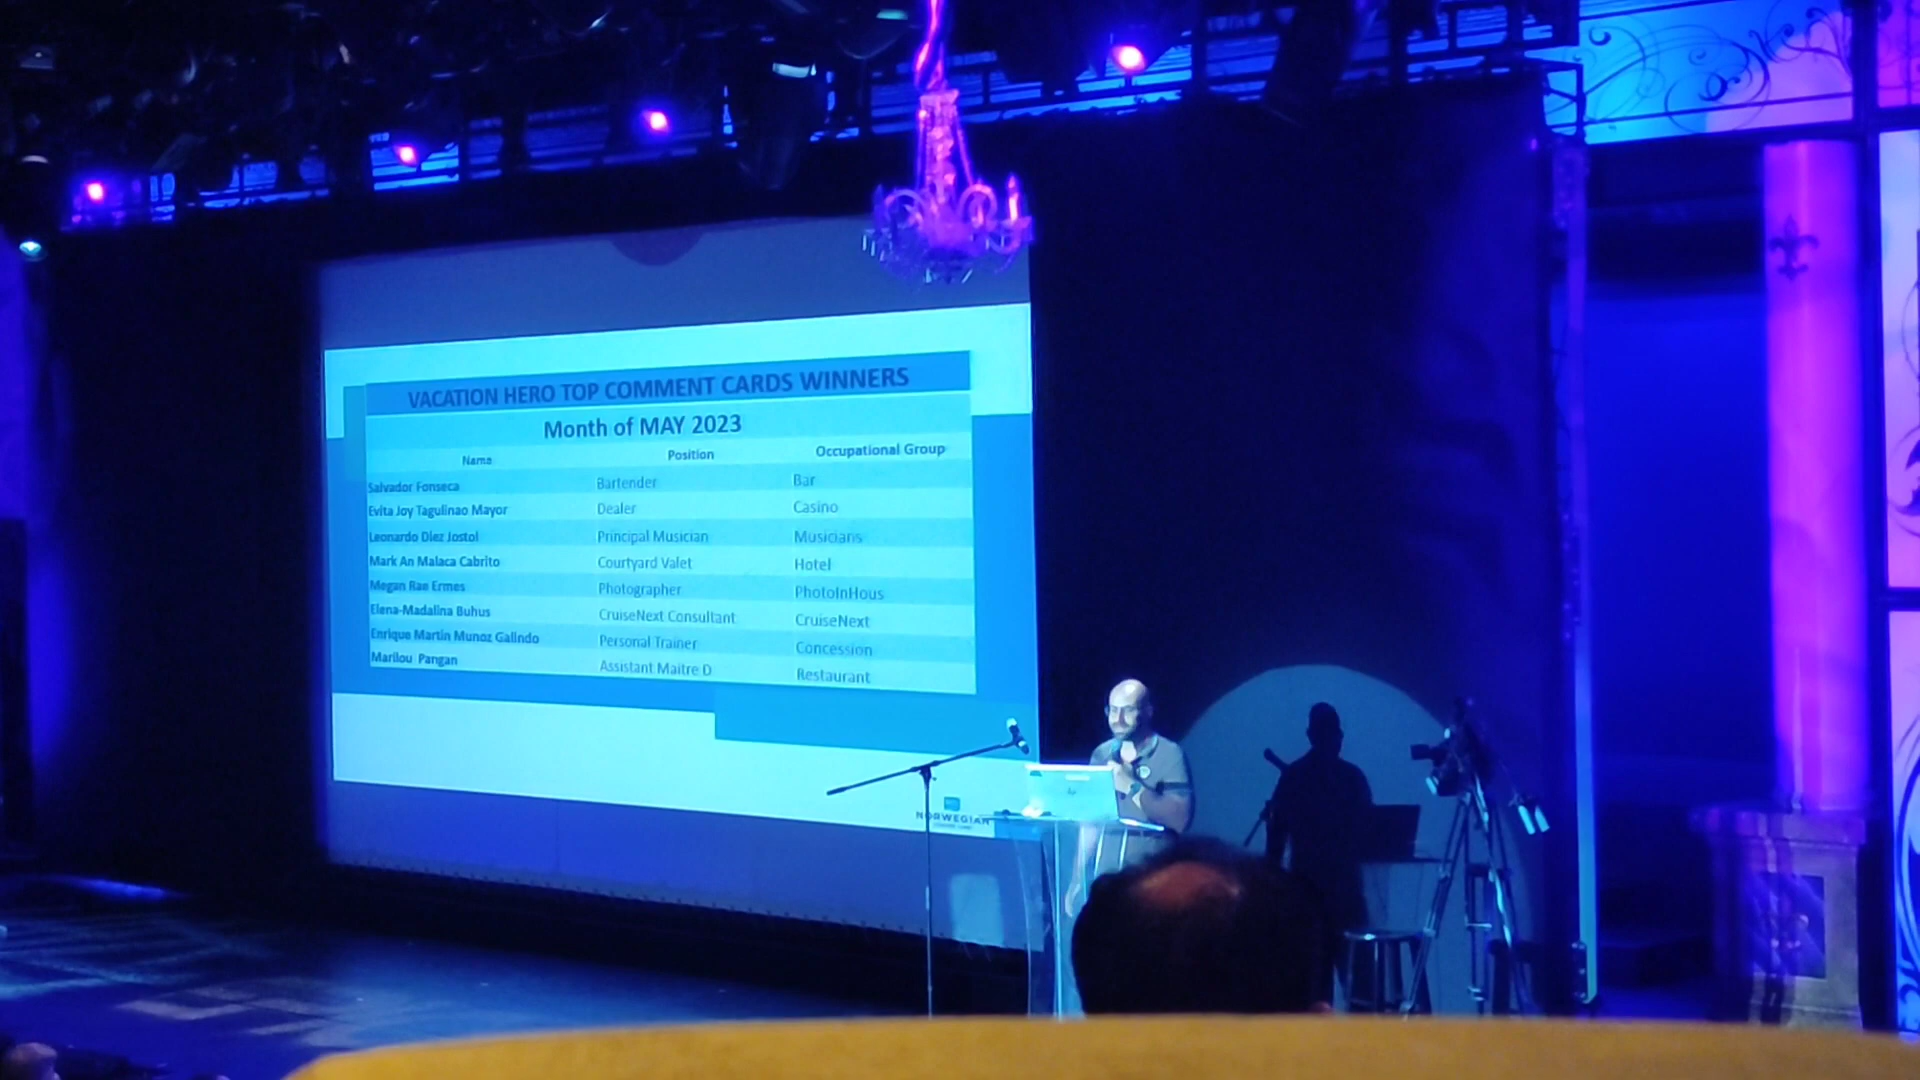 VACATION HERO TOP COMMENT CARDS WINNERS
Month of MAY 2023
Name Position Occupational Group
Salvador Fonseca Bartender Bar
Evita Joy Tagulinao Mayor Dealer Casino
Leonardo Diez Jostol Principal Musician Musicians
Mark An Malaca Cabrito Courtyard Valet Hotel
Megan Rae Ermes Photographer PhotoInHous
Elena-Madalina Buhus CruiseNext Consultant CruiseNext
Enrique Martin Munoz Galindo Personal Trainer Concession
Marilou Pangan Assistant Maitre D Restaurant
NORWEGIAN
hp